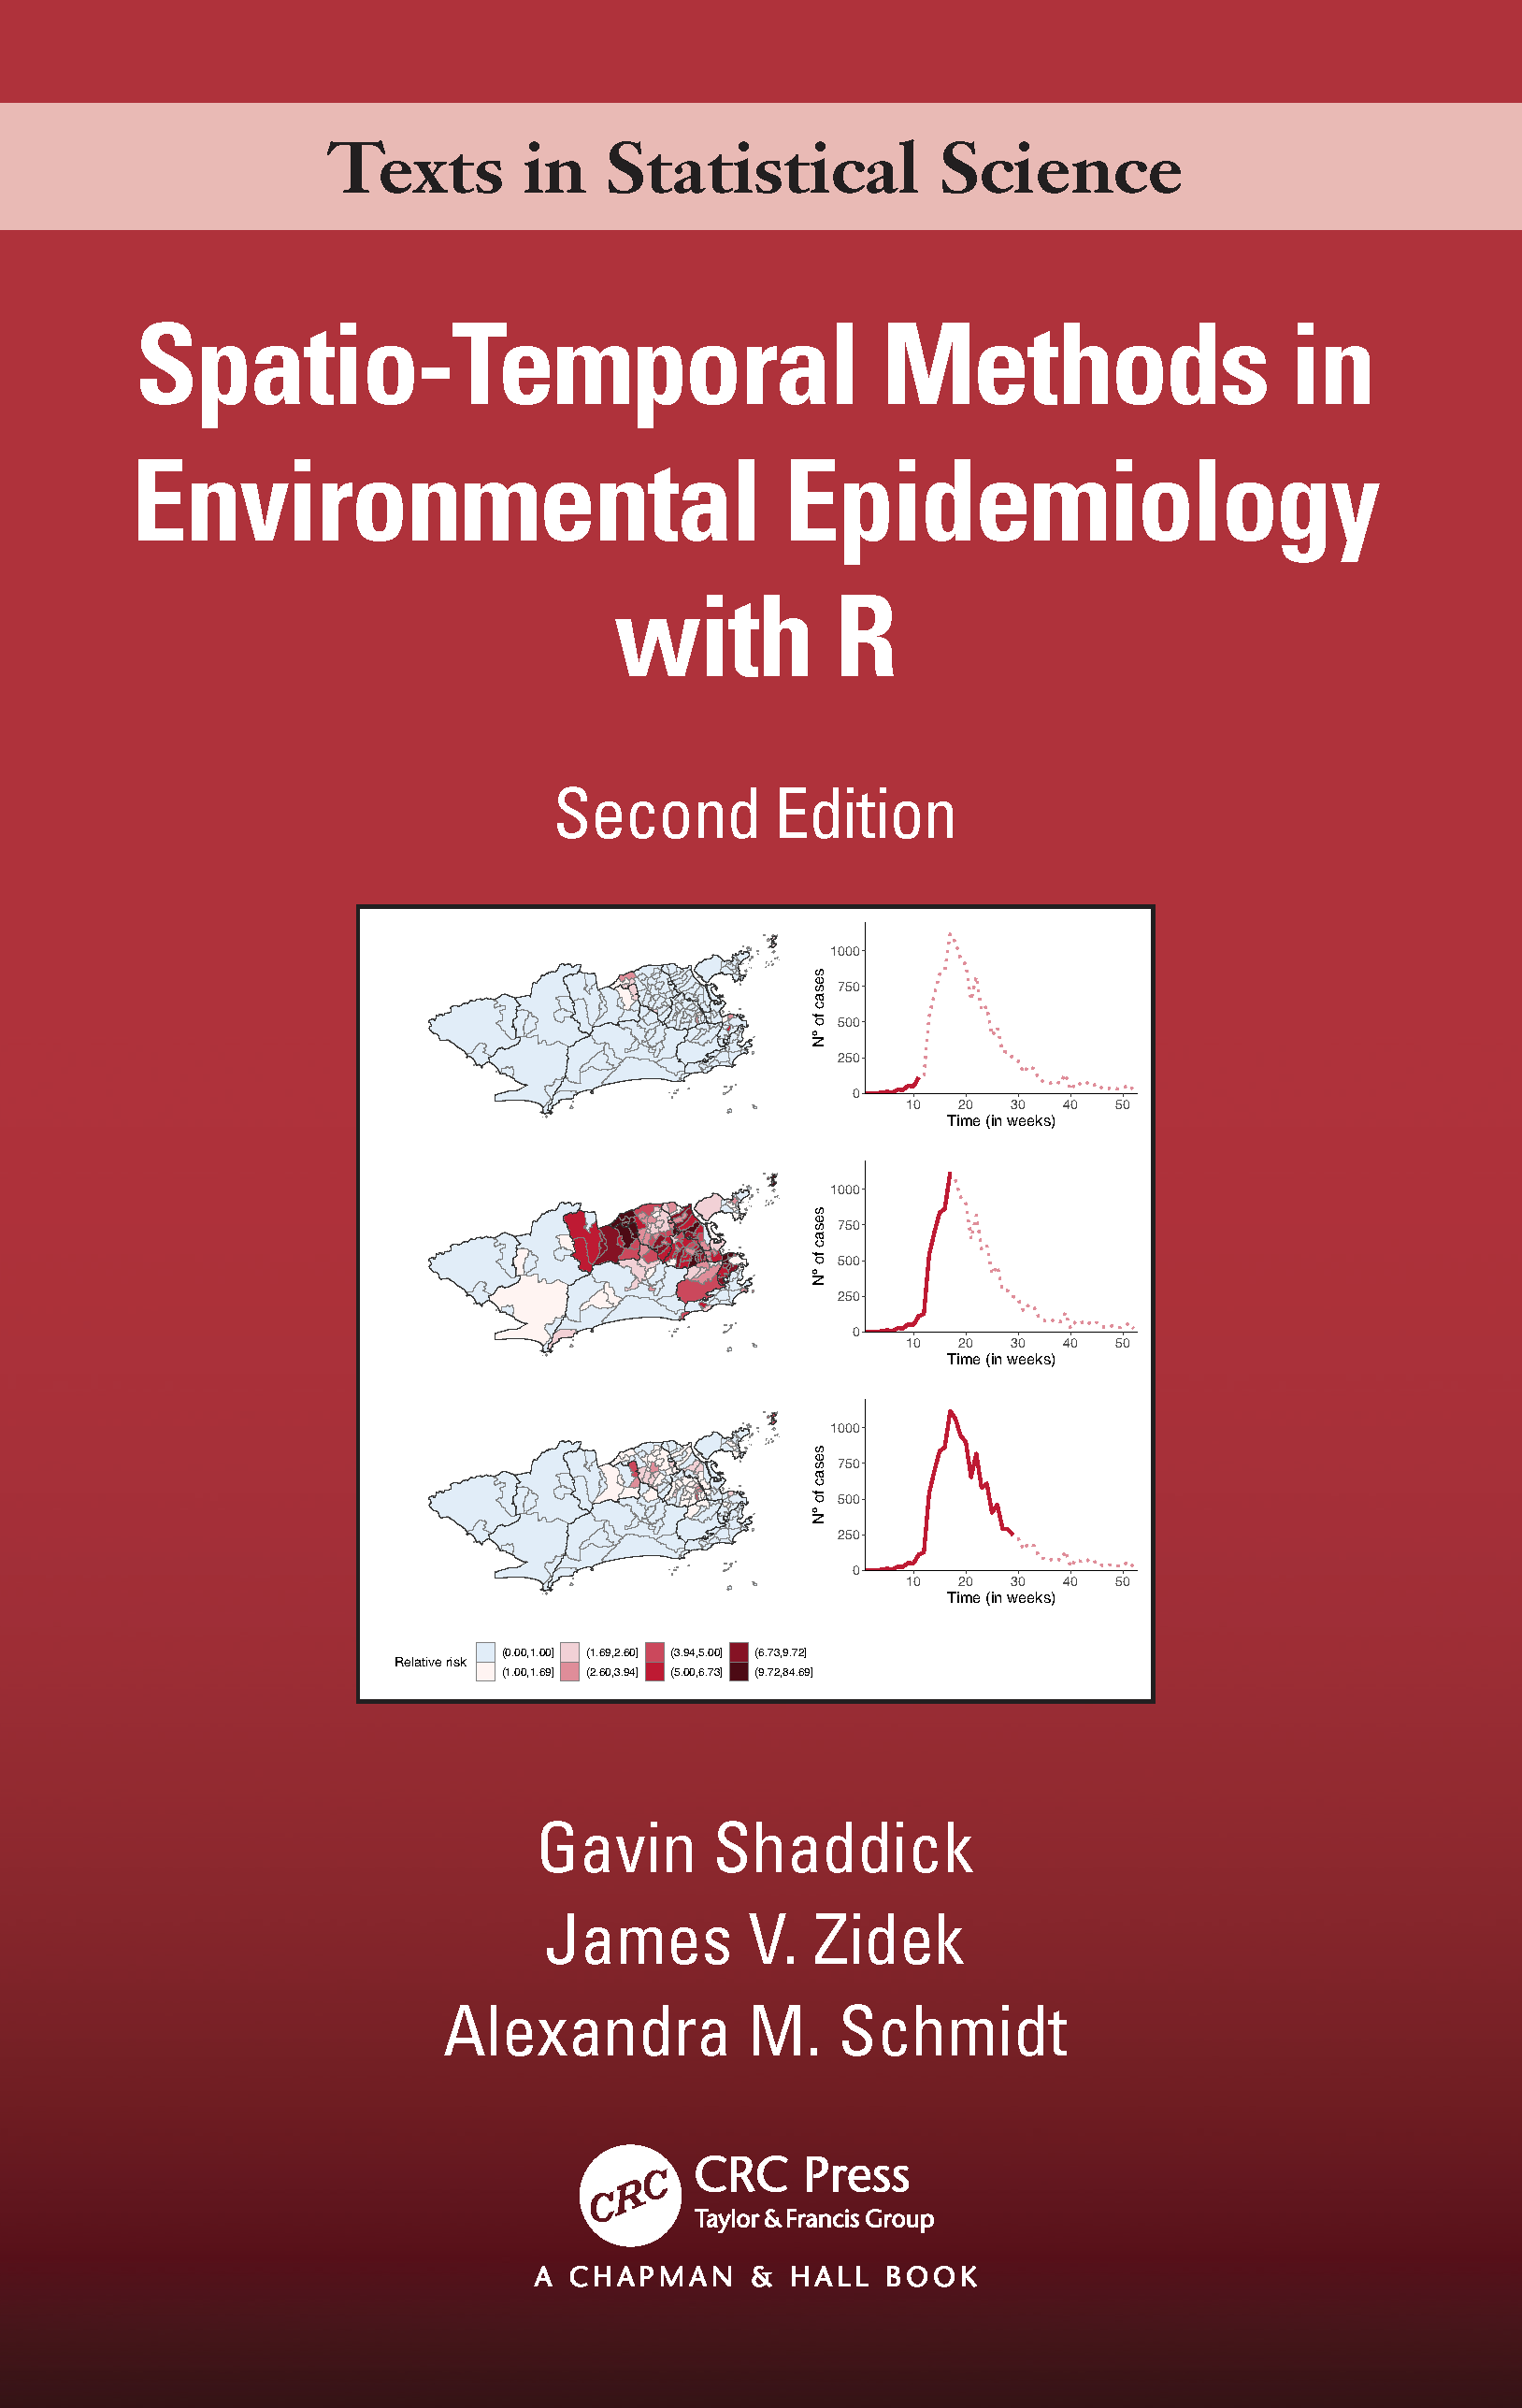 Texts in Statistical Science
Spatio-Temporal Methods in
Environmental Epidemiology
with R
Second Edition
Nº of cases
1000
750
500
250
0
10 20 30 40 50
Time (in weeks)
Nº of cases
1000
750
500
250
0
10 20 30 40 50
Time (in weeks)
Nº of cases
1000
750
500
250
0
10 20 30 40 50
Time (in weeks)
Relative risk
(0.00,1.00] (1.69,2.60] (3.94,5.00] (6.73,9.72]
(1.00,1.69] (2.60,3.94] (5.00,6.73] (9.72,84.69]
Gavin Shaddick
James V. Zidek
Alexandra M. Schmidt
CRC
CRC Press
Taylor & Francis Group
A CHAPMAN & HALL BOOK